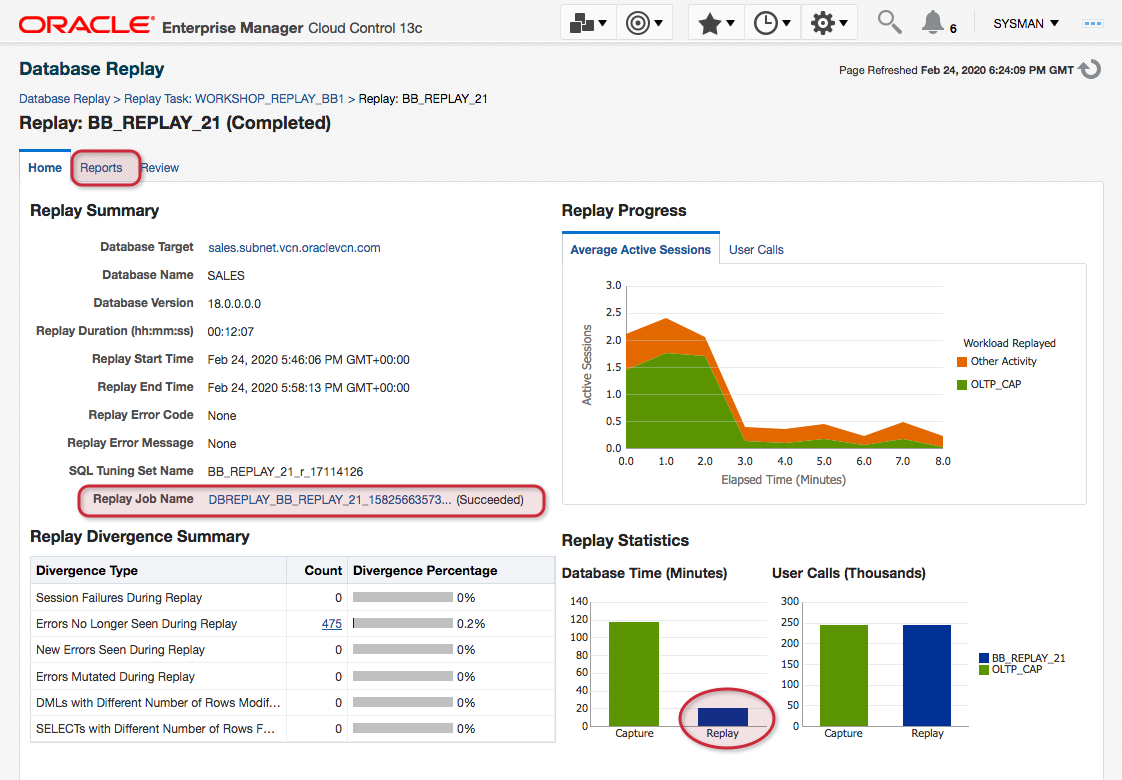 ORACLE Enterprise Manager Cloud Control 13c
6
SYSMAN
Database Replay
Page Refreshed Feb 24, 2020 6:24:09 PM GMT
Database Replay > Replay Task: WORKSHOP_REPLAY_BB1 > Replay: BB_REPLAY_21
Replay: BB_REPLAY_21 (Completed)
Home Reports Review
Replay Summary
Database Target sales.subnet.vcn.oraclevcn.com
Database Name SALES
Database Version 18.0.0.0.0
Replay Duration (hh:mm:ss) 00:12:07
Replay Start Time Feb 24, 2020 5:46:06 PM GMT+00:00
Replay End Time Feb 24, 2020 5:58:13 PM GMT+00:00
Replay Error Code None
Replay Error Message None
SQL Tuning Set Name BB_REPLAY_21_r_17114126
Replay Job Name DBREPLAY_BB_REPLAY_21_15825663573... (Succeeded)
Replay Progress
Average Active Sessions User Calls
3.0
2.5
2.0
1.5
1.0
0.5
0.0
Active Sessions
0.0 1.0 2.0 3.0 4.0 5.0 6.0 7.0 8.0
Elapsed Time (Minutes)
Workload Replayed
Other Activity
OLTP_CAP
Replay Divergence Summary
Divergence Type Count Divergence Percentage
Session Failures During Replay 0 0%
Errors No Longer Seen During Replay 475 0.2%
New Errors Seen During Replay 0 0%
Errors Mutated During Replay 0 0%
DMLs with Different Number of Rows Modif... 0 0%
SELECTs with Different Number of Rows F... 0 0%
Replay Statistics
Database Time (Minutes)
140
120
100
80
60
40
20
0
Capture Replay
User Calls (Thousands)
300
250
200
150
100
50
0
Capture Replay
BB_REPLAY_21
OLTP_CAP